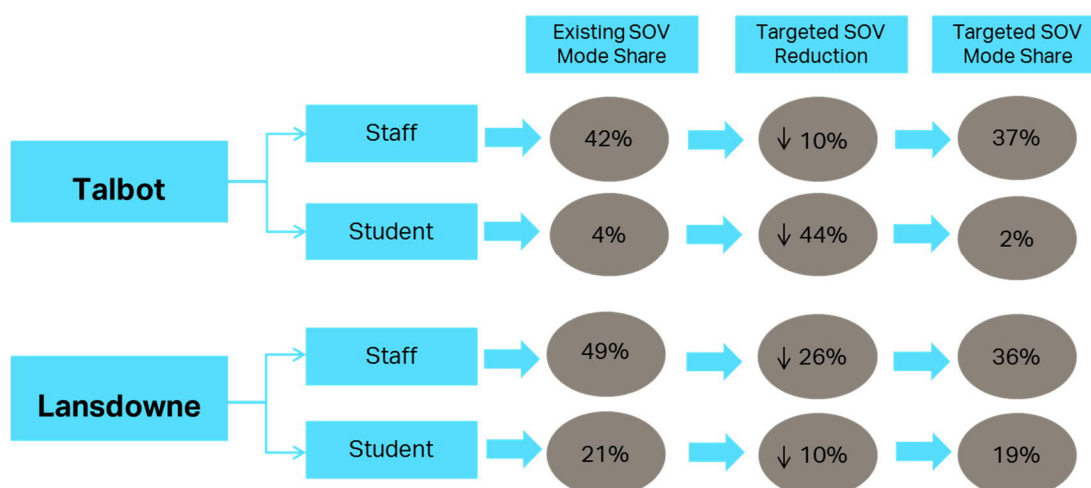 Existing SOV
Mode Share
Targeted SOV
Reduction
Targeted SOV
Mode Share
Talbot
Staff
42%
↓ 10%
37%
Student
4%
↓ 44%
2%
Lansdowne
Staff
49%
↓ 26%
36%
Student
21%
↓ 10%
19%